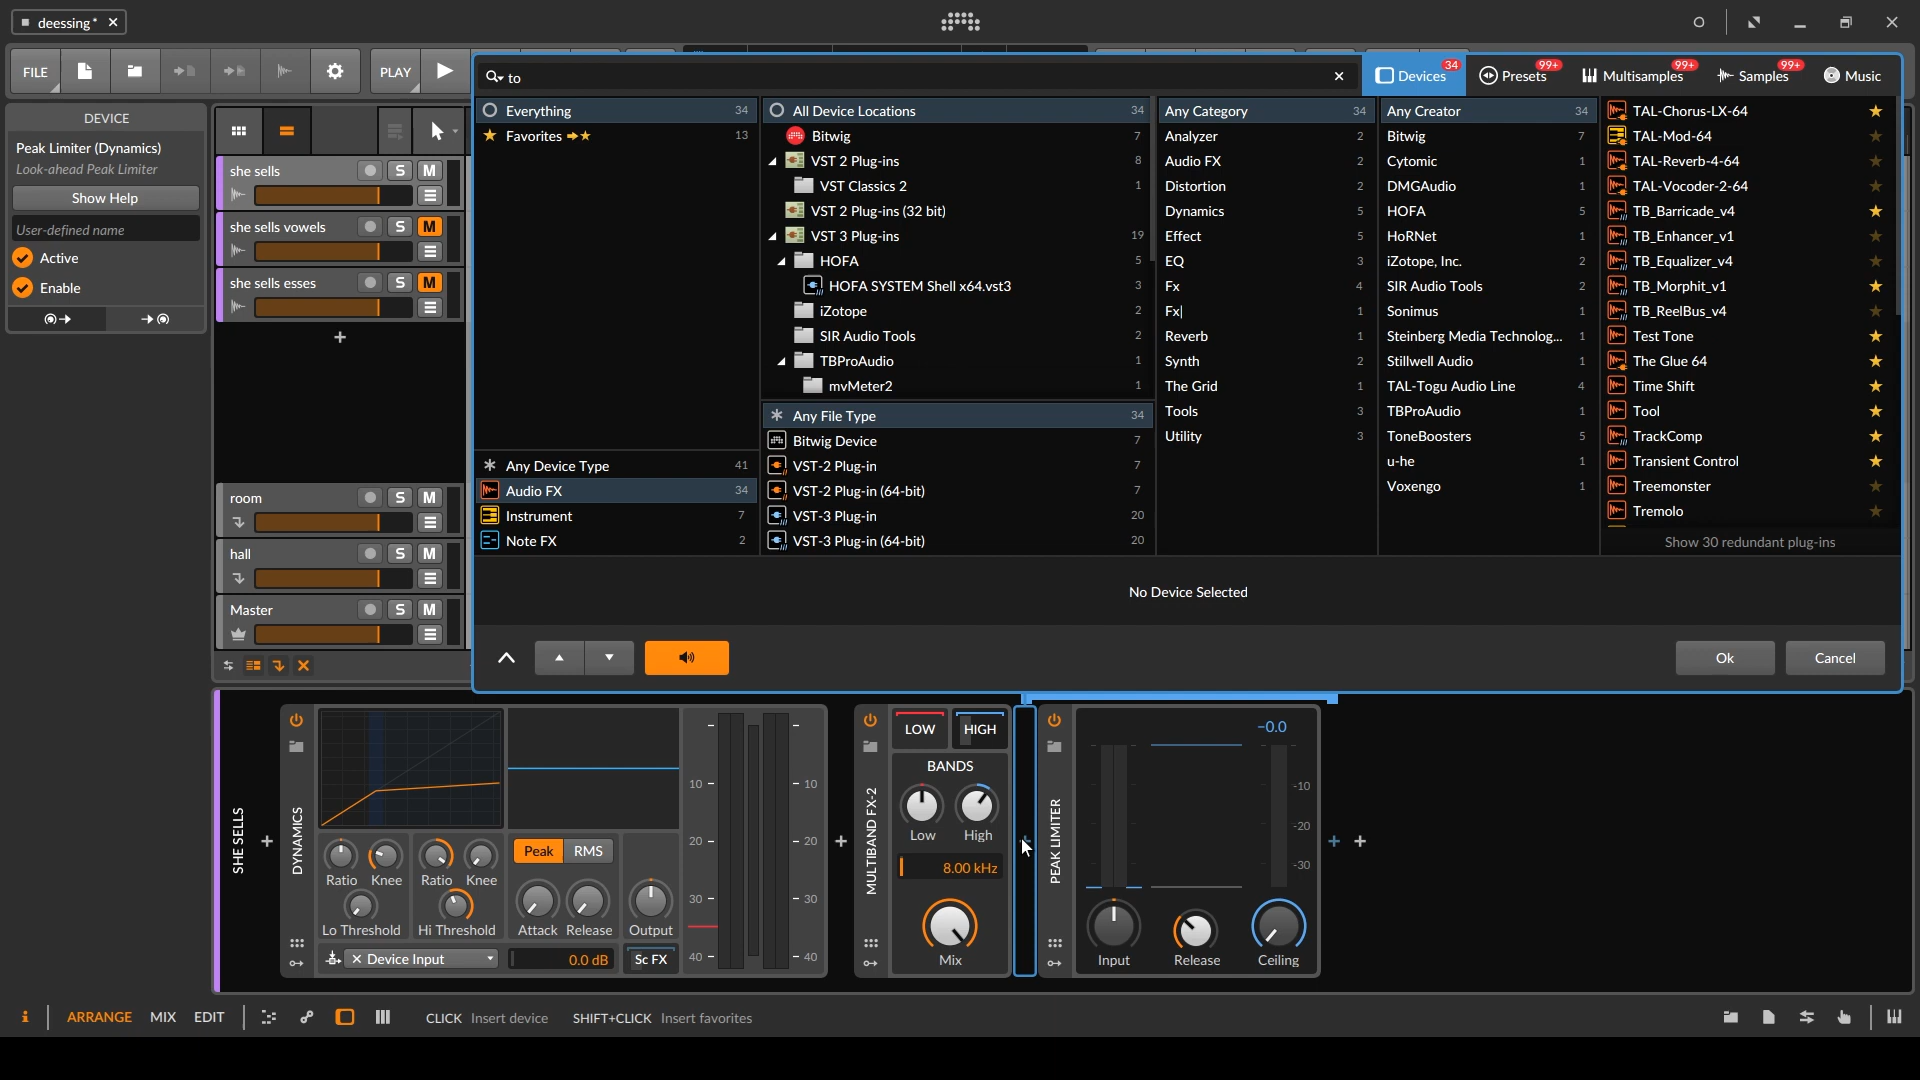 deessing*
FILE
PLAY
to
Devices 34
Presets 99+
Multisamples 99+
Samples 99+
Music
DEVICE
Peak Limiter (Dynamics)
Look-ahead Peak Limiter
Show Help
User-defined name
Active
Enable
she sells S M
she sells vowels S M
she sells esses S M
+
room S M
hall S M
Master S M
Everything 34
Favorites 13
Any Device Type 41
Audio FX 34
Instrument 7
Note FX 2
All Device Locations 34
Bitwig 7
VST 2 Plug-ins 8
VST Classics 2 1
VST 2 Plug-ins (32 bit)
VST 3 Plug-ins 19
HOFA 5
HOFA SYSTEM Shell x64.vst3 3
iZotope 2
SIR Audio Tools 2
TBProAudio 1
mvMeter2 1
Any File Type 34
Bitwig Device 7
VST-2 Plug-in 7
VST-2 Plug-in (64-bit) 7
VST-3 Plug-in 20
VST-3 Plug-in (64-bit) 20
Any Category 34
Analyzer 2
Audio FX 2
Distortion 2
Dynamics 5
Effect 5
EQ 3
Fx 4
Fx| 1
Reverb 1
Synth 2
The Grid 1
Tools 3
Utility 3
Any Creator 34
Bitwig 7
Cytomic 1
DMGAudio 1
HOFA 5
HoRNet 1
iZotope, Inc. 2
SIR Audio Tools 2
Sonimus 1
Steinberg Media Technolog... 1
Stillwell Audio 1
TAL-Togu Audio Line 4
TBProAudio 1
ToneBoosters 5
u-he 1
Voxengo 1
TAL-Chorus-LX-64
TAL-Mod-64
TAL-Reverb-4-64
TAL-Vocoder-2-64
TB_Barricade_v4
TB_Enhancer_v1
TB_Equalizer_v4
TB_Morphit_v1
TB_ReelBus_v4
Test Tone
The Glue 64
Time Shift
Tool
TrackComp
Transient Control
Treemonster
Tremolo
Show 30 redundant plug-ins
No Device Selected
Ok
Cancel
SHE SELLS
+
DYNAMICS
Ratio Knee
Lo Threshold
Ratio Knee
Hi Threshold
Device Input
Peak RMS
Attack Release
0.0 dB
Output
Sc FX
10 10
20 20
30 30
40 40
+
MULTIBAND FX-2
LOW HIGH
BANDS
Low High
8.00 kHz
Mix
+
PEAK LIMITER
-0.0
-10
-20
-30
Input Release Ceiling
+ +
i
ARRANGE MIX EDIT
CLICK Insert device SHIFT+CLICK Insert favorites